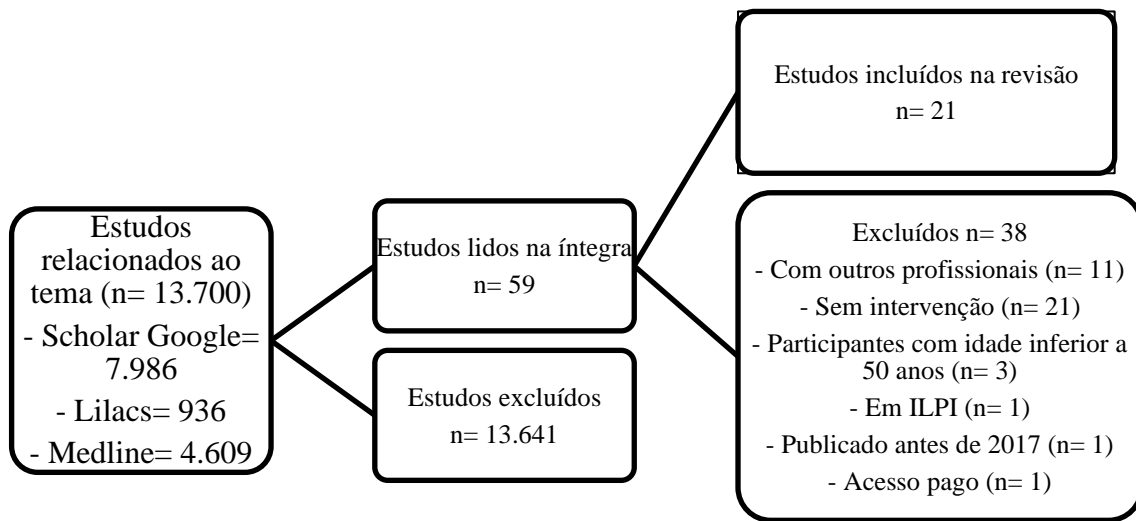 Estudos
relacionados ao
tema (n= 13.700)
- Scholar Google=
7.986
- Lilacs= 936
- Medline= 4.609
Estudos lidos na íntegra
n= 59
Estudos excluídos
n= 13.641
Estudos incluídos na revisão
n= 21
Excluídos n= 38
- Com outros profissionais (n= 11)
- Sem intervenção (n= 21)
- Participantes com idade inferior a
50 anos (n= 3)
- Em ILPI (n= 1)
- Publicado antes de 2017 (n= 1)
- Acesso pago (n= 1)